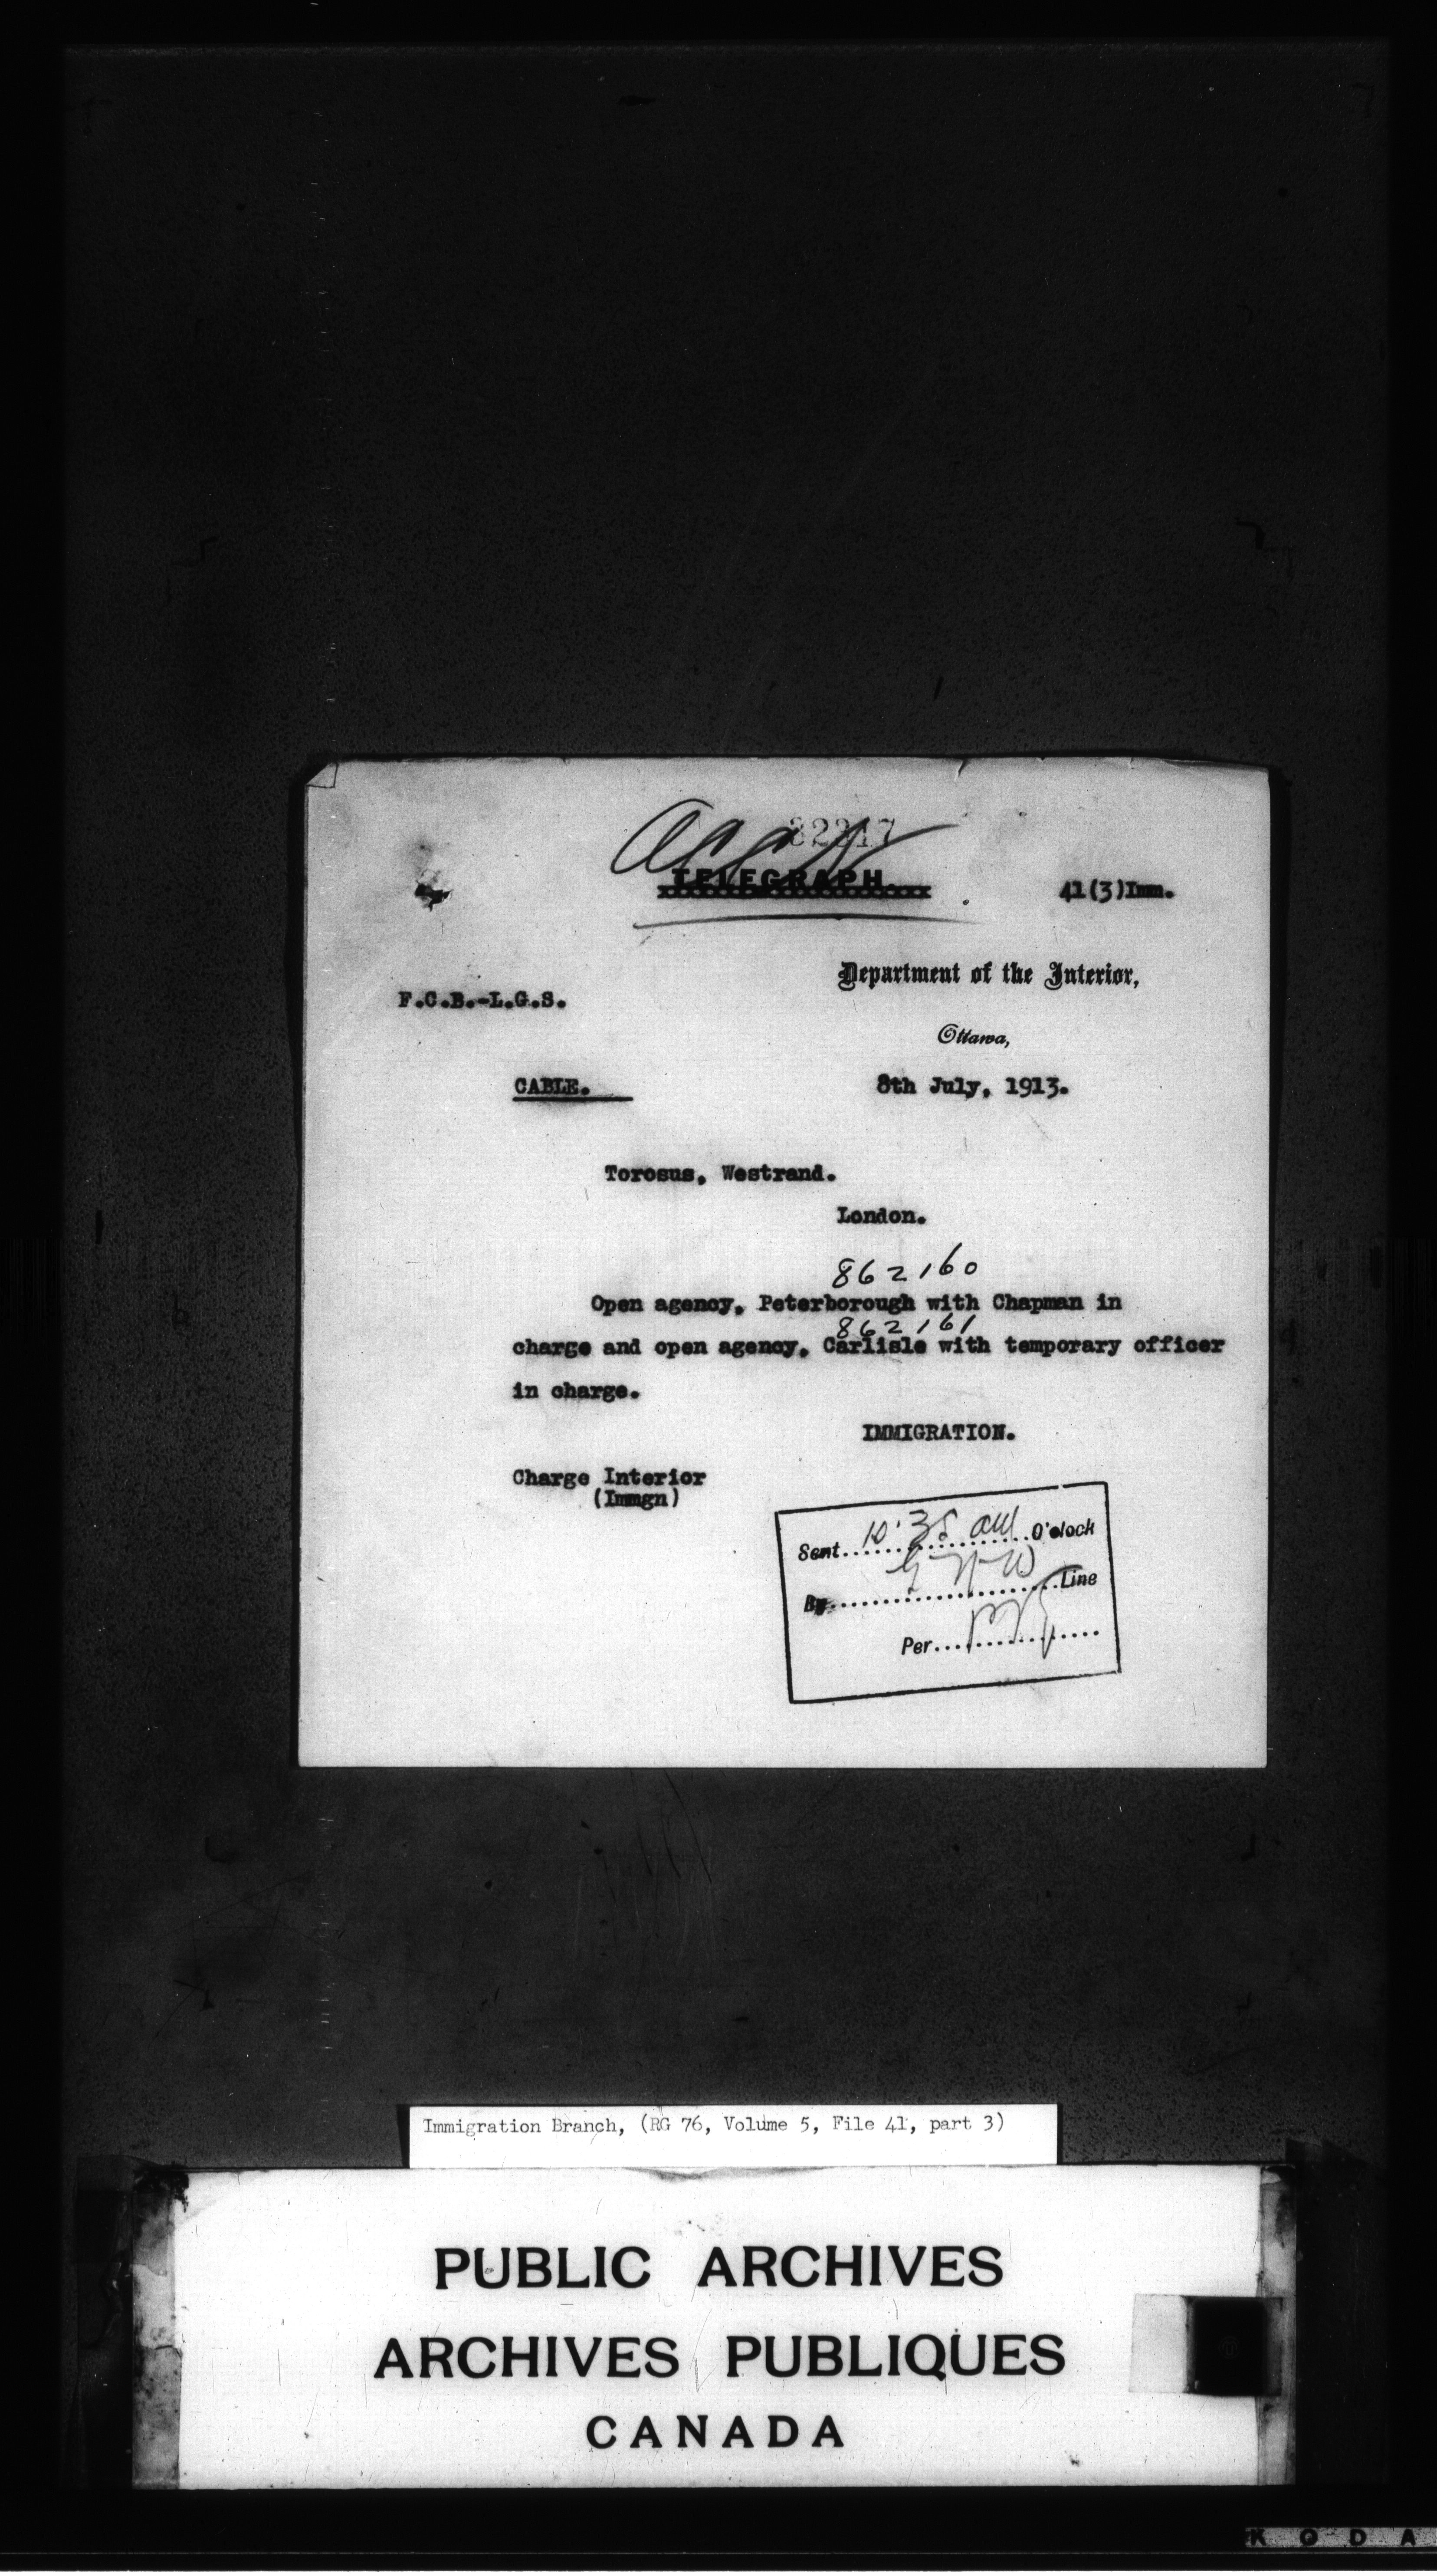 32217
TELEGRAPH.
41(3)Imm.
Department of the Interior,
F.C.B.-L.G.S.
Ottawa,
CABLE.
8th July, 1913.
Torosus, Westrand.
London.
862160
Open agency, Peterborough with Chapman in
862161
charge and open agency, Carlisle with temporary officer
in charge.
IMMIGRATION.
Charge Interior
(Immgn)
Sent 10:35 am O'clock
By G N W Line
Per
Immigration Branch, (RG 76, Volume 5, File 41, part 3)
PUBLIC ARCHIVES
ARCHIVES PUBLIQUES
CANADA
KODA